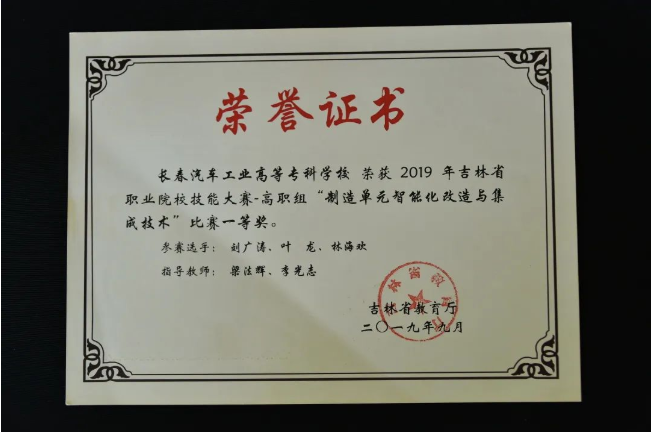 荣誉证书
长春汽车工业高等专科学校 荣获 2019 年吉林省
职业院校技能大赛-高职组“制造单元智能化改造与集
成技术”比赛一等奖。
参赛选手：刘广涛、叶 龙、林海欢
指导教师：梁法辉、李光志
吉林省教育厅
二〇一九年九月